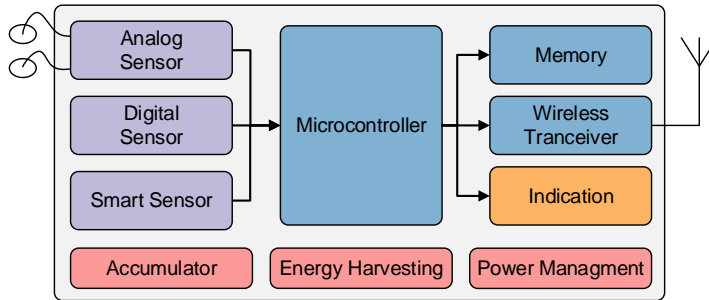 Analog
Sensor
Digital
Sensor
Smart Sensor
Microcontroller
Memory
Wireless
Tranceiver
Indication
Accumulator
Energy Harvesting
Power Managment